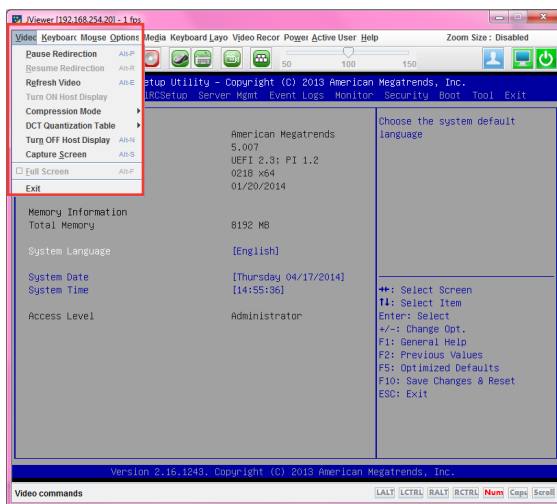 JViewer [192.168.254.20] - 1 fps
Video Keyboarc Mouse Options Media Keyboard Layo Video Recor Power Active User Help Zoom Size : Disabled
Pause Redirection Alt-P
Resume Redirection Alt-R
Refresh Video Alt-E
Turn ON Host Display
Compression Mode
DCT Quantization Table
Turn OFF Host Display Alt-N
Capture Screen Alt-S
Full Screen Alt-F
Exit
50 100 150
etup Utility – Copyright (C) 2013 American Megatrends, Inc.
IRCSetup Server Mgmt Event Logs Monitor Security Boot Tool Exit
American Megatrends
5.007
UEFI 2.3; PI 1.2
0218 x64
01/20/2014
Memory Information
Total Memory 8192 MB
System Language [English]
System Date [Thursday 04/17/2014]
System Time [14:55:36]
Access Level Administrator
Choose the system default
language
→←: Select Screen
↑↓: Select Item
Enter: Select
+/-: Change Opt.
F1: General Help
F2: Previous Values
F5: Optimized Defaults
F10: Save Changes & Reset
ESC: Exit
Version 2.16.1243. Copyright (C) 2013 American Megatrends, Inc.
Video commands LALT LCTRL RALT RCTRL Num Caps Scroll